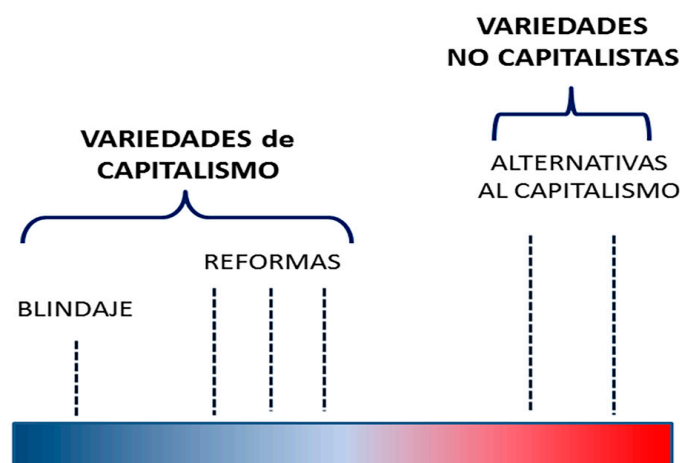 VARIEDADES
NO CAPITALISTAS
VARIEDADES de
CAPITALISMO
ALTERNATIVAS
AL CAPITALISMO
REFORMAS
BLINDAJE